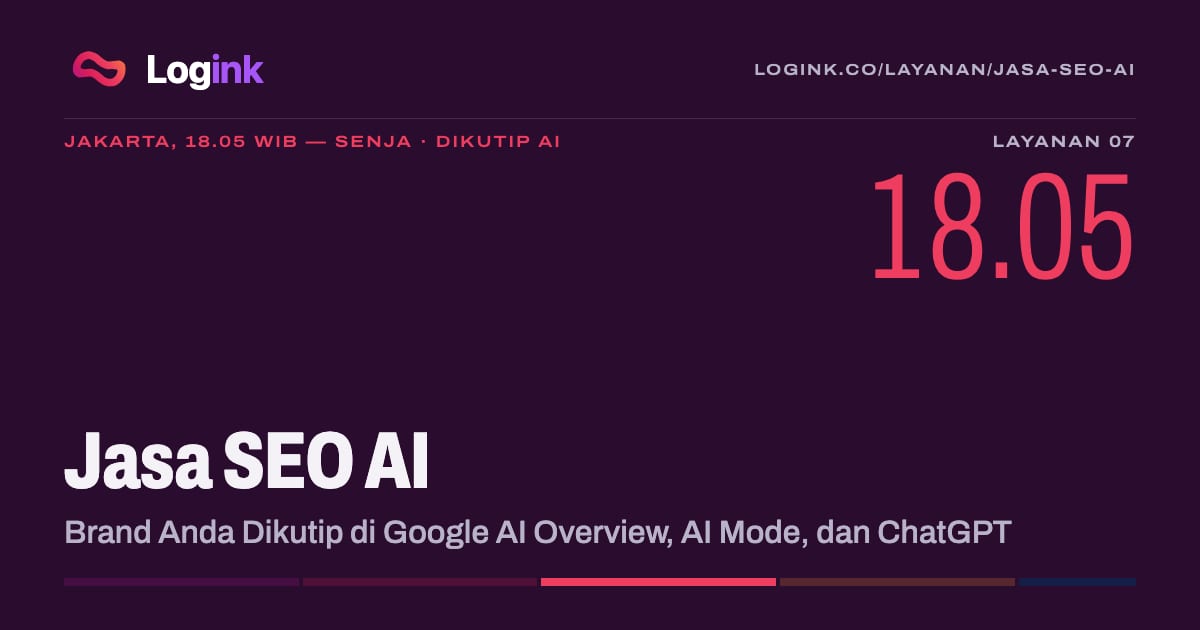 Logink
LOGINK.CO/LAYANAN/JASA-SEO-AI
JAKARTA, 18.05 WIB — SENJA · DIKUTIP AI
LAYANAN 07
18.05
Jasa SEO AI
Brand Anda Dikutip di Google AI Overview, AI Mode, dan ChatGPT